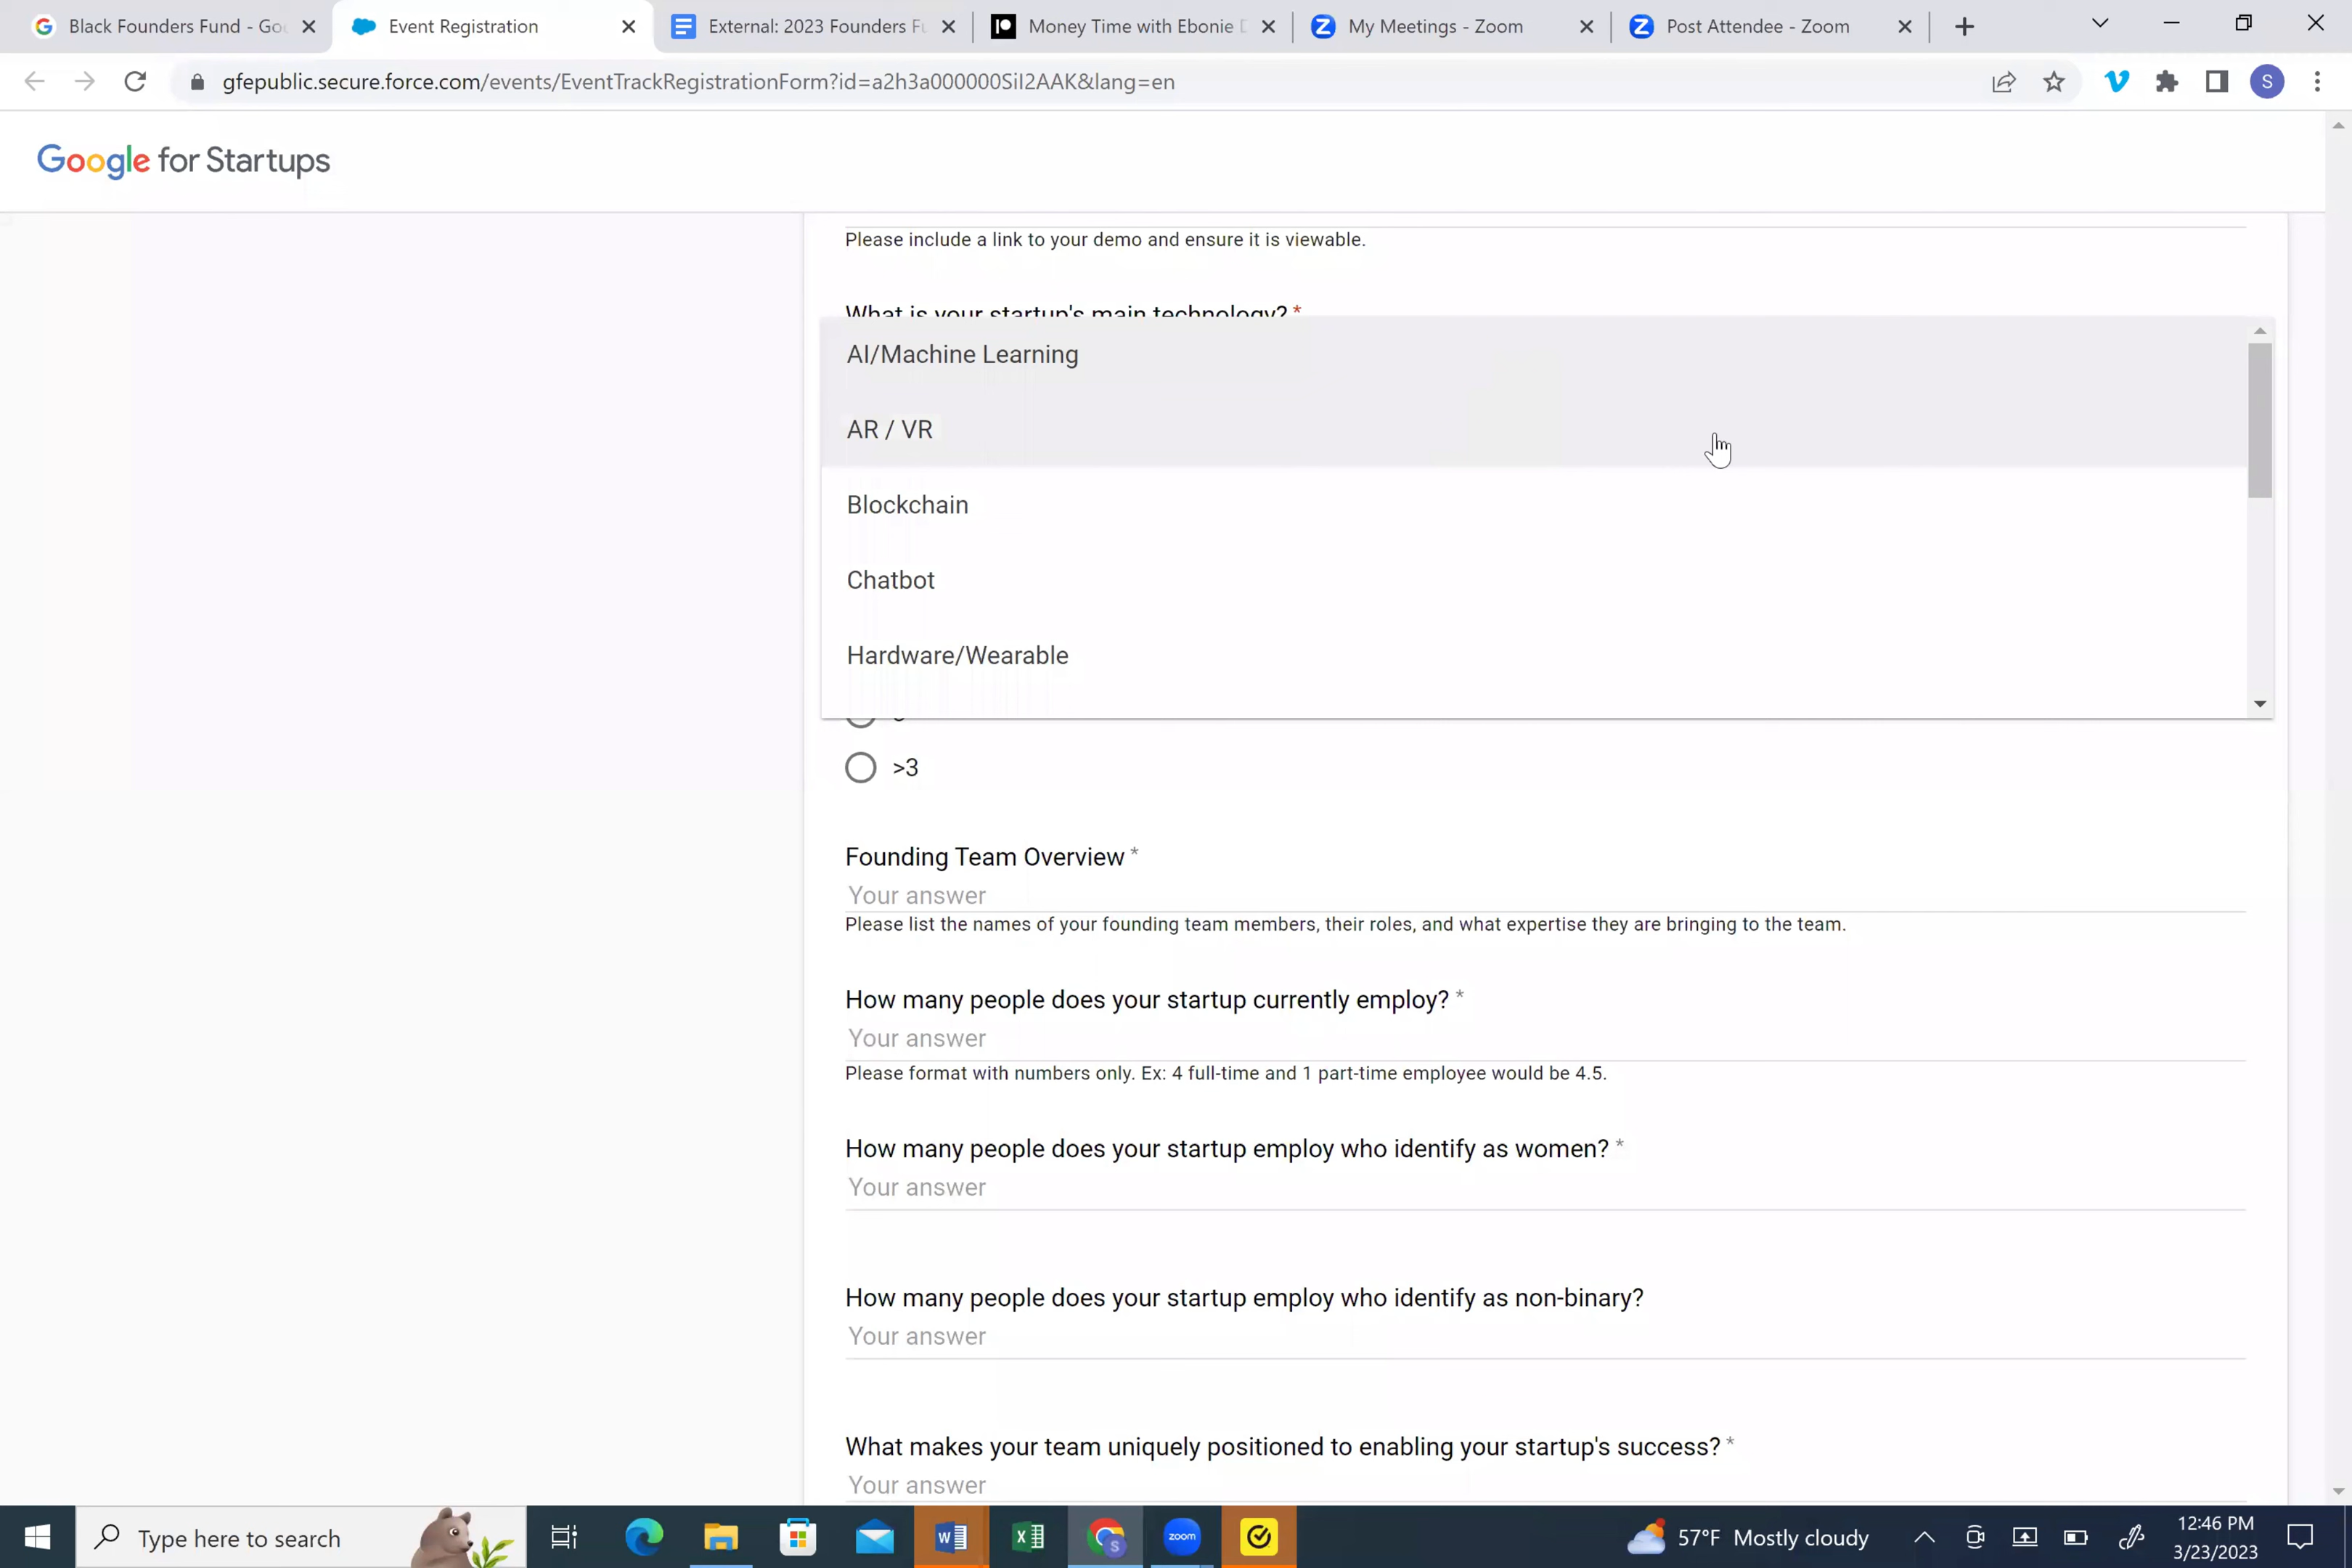 Black Founders Fund - Go
Event Registration
External: 2023 Founders F
Money Time with Ebonie D
My Meetings - Zoom
Post Attendee - Zoom
gfepublic.secure.force.com/events/EventTrackRegistrationForm?id=a2h3a000000SiI2AAK&lang=en
S
Google for Startups
Please include a link to your demo and ensure it is viewable.
What is your startup's main technology? *
AI/Machine Learning
AR / VR
Blockchain
Chatbot
Hardware/Wearable
>3
Founding Team Overview *
Your answer
Please list the names of your founding team members, their roles, and what expertise they are bringing to the team.
How many people does your startup currently employ? *
Your answer
Please format with numbers only. Ex: 4 full-time and 1 part-time employee would be 4.5.
How many people does your startup employ who identify as women? *
Your answer
How many people does your startup employ who identify as non-binary?
Your answer
What makes your team uniquely positioned to enabling your startup's success? *
Your answer
Type here to search
zoom
57°F Mostly cloudy
12:46 PM
3/23/2023